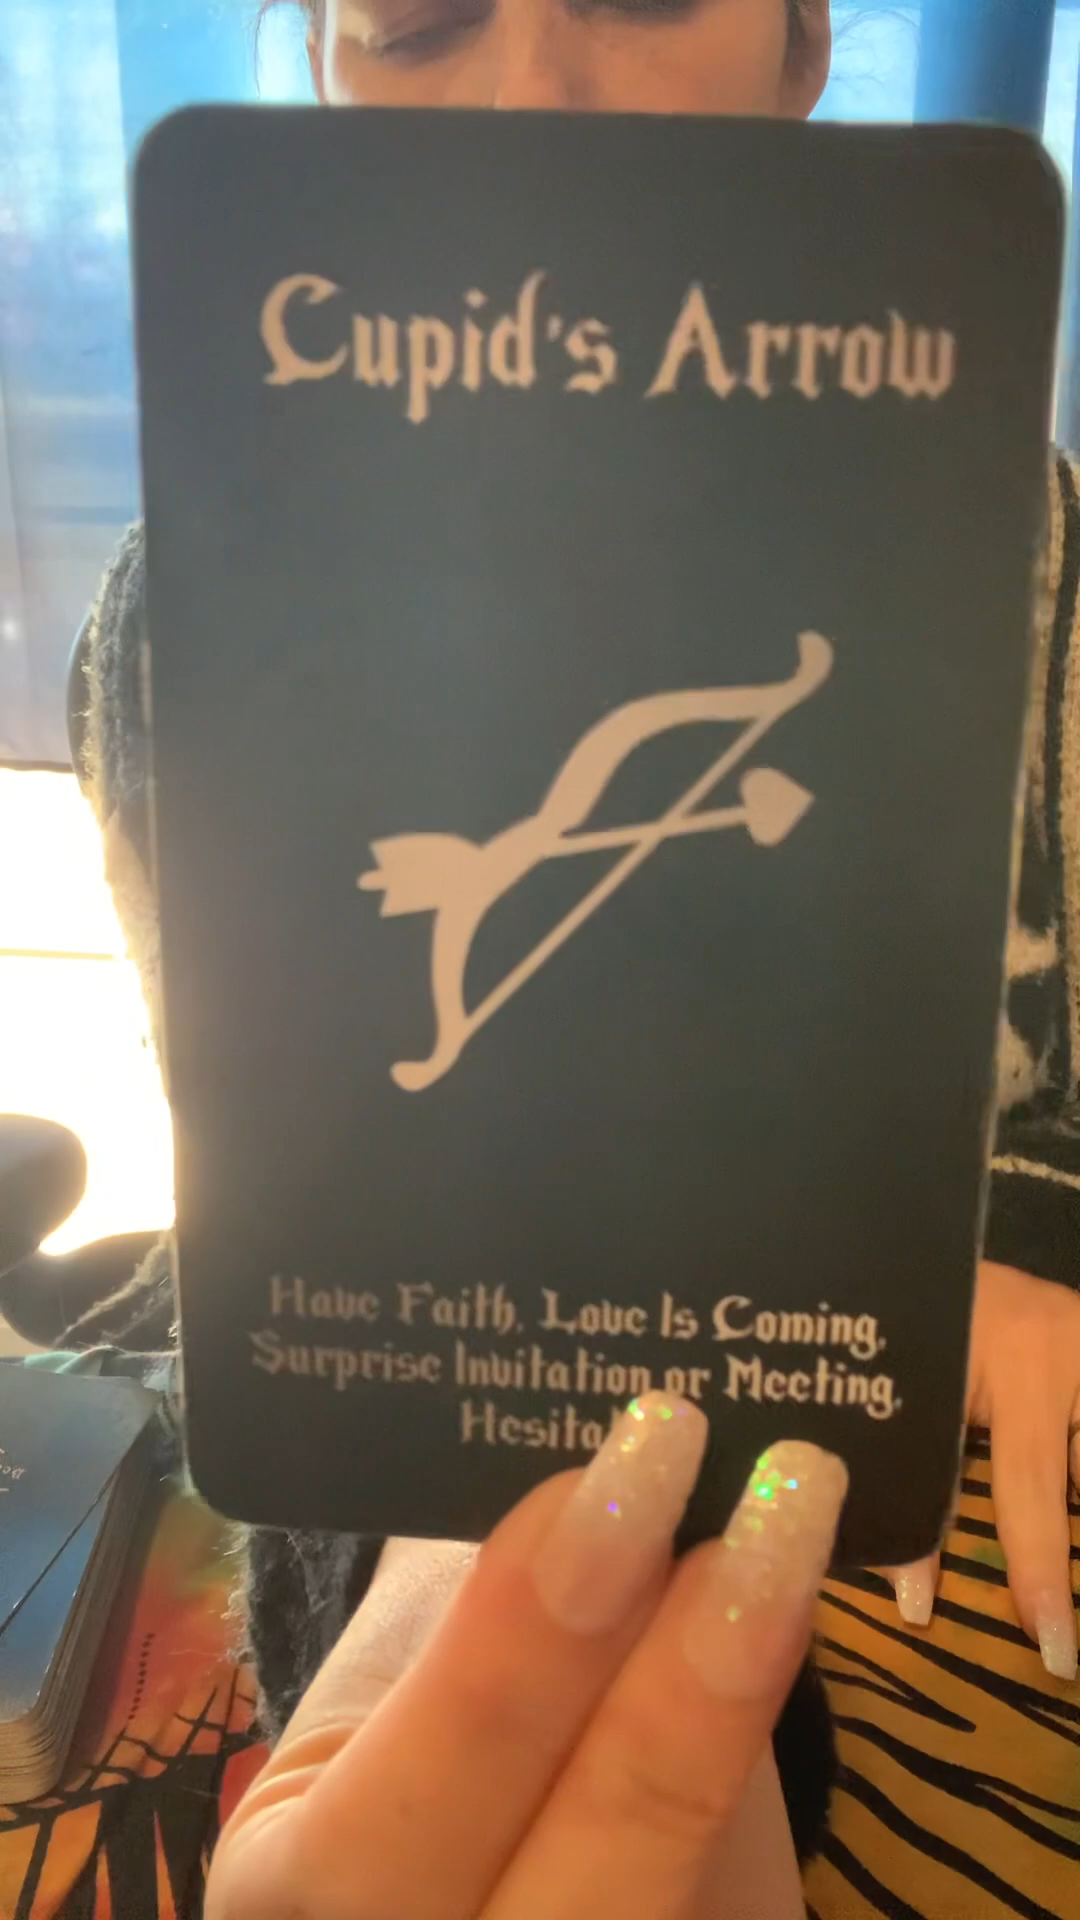 Cupid's Arrow
Have Faith, Love Is Coming,
Surprise Invitation or Meeting,